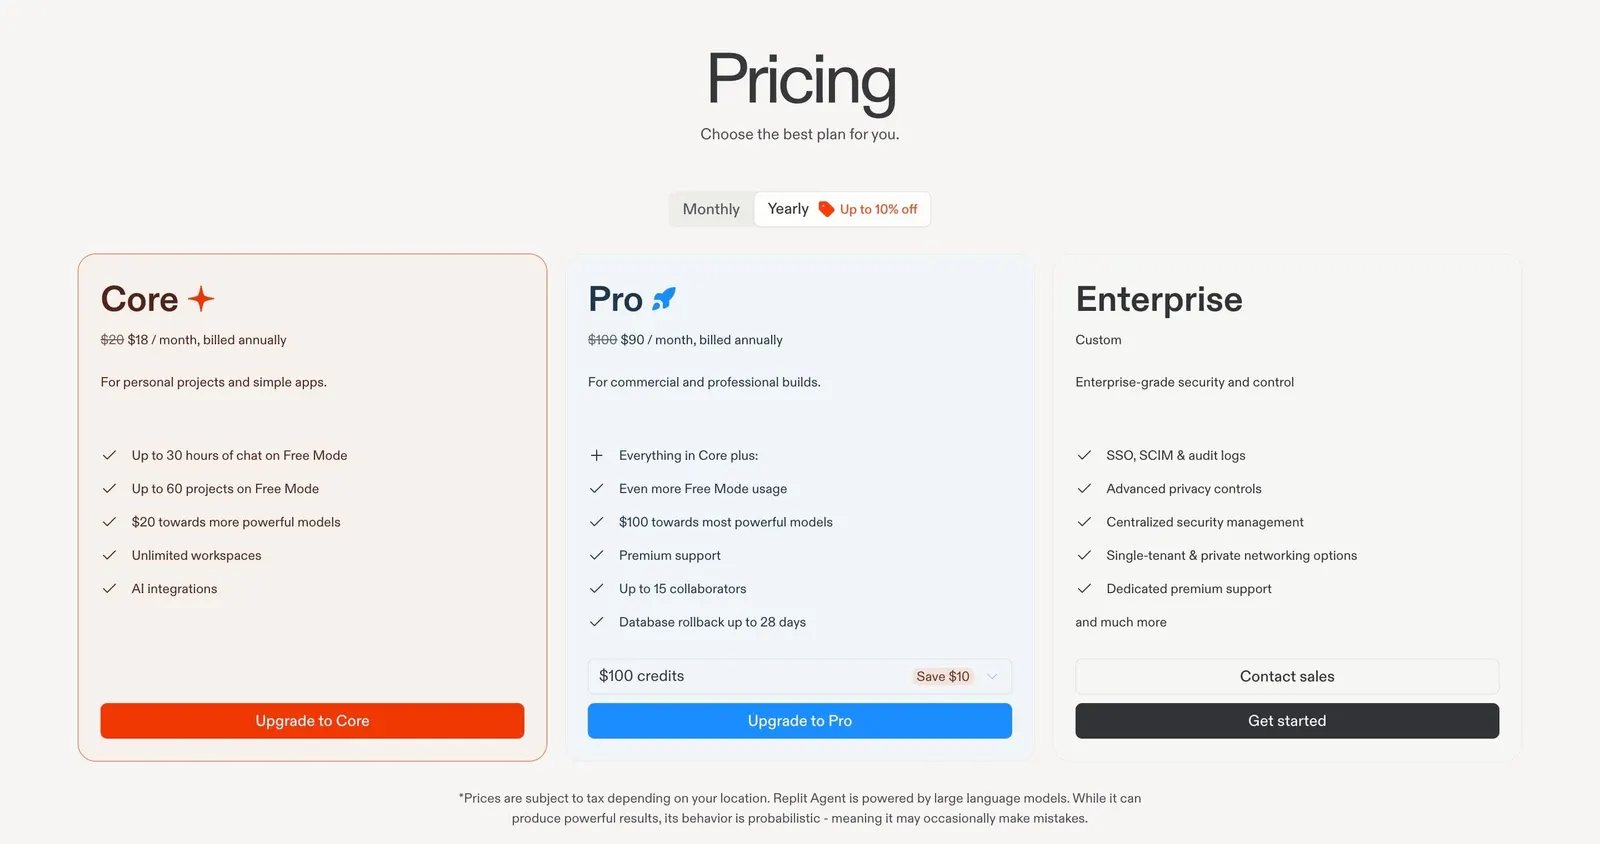 Pricing
Choose the best plan for you.
Monthly
Yearly
Up to 10% off
Core
$20 $18 / month, billed annually
For personal projects and simple apps.
Up to 30 hours of chat on Free Mode
Up to 60 projects on Free Mode
$20 towards more powerful models
Unlimited workspaces
AI integrations
Upgrade to Core
Pro
$100 $90 / month, billed annually
For commercial and professional builds.
Everything in Core plus:
Even more Free Mode usage
$100 towards most powerful models
Premium support
Up to 15 collaborators
Database rollback up to 28 days
$100 credits
Save $10
Upgrade to Pro
Enterprise
Custom
Enterprise-grade security and control
SSO, SCIM & audit logs
Advanced privacy controls
Centralized security management
Single-tenant & private networking options
Dedicated premium support
and much more
Contact sales
Get started
*Prices are subject to tax depending on your location. Replit Agent is powered by large language models. While it can
produce powerful results, its behavior is probabilistic - meaning it may occasionally make mistakes.